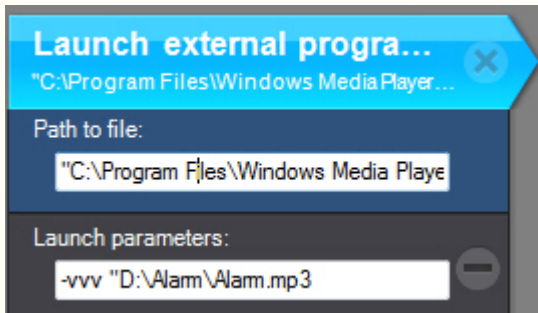 Launch external progra...
"C:\Program Files\Windows Media Player...
Path to file:
"C:\Program Files\Windows Media Playe
Launch parameters:
-vvv "D:\Alarm\Alarm.mp3